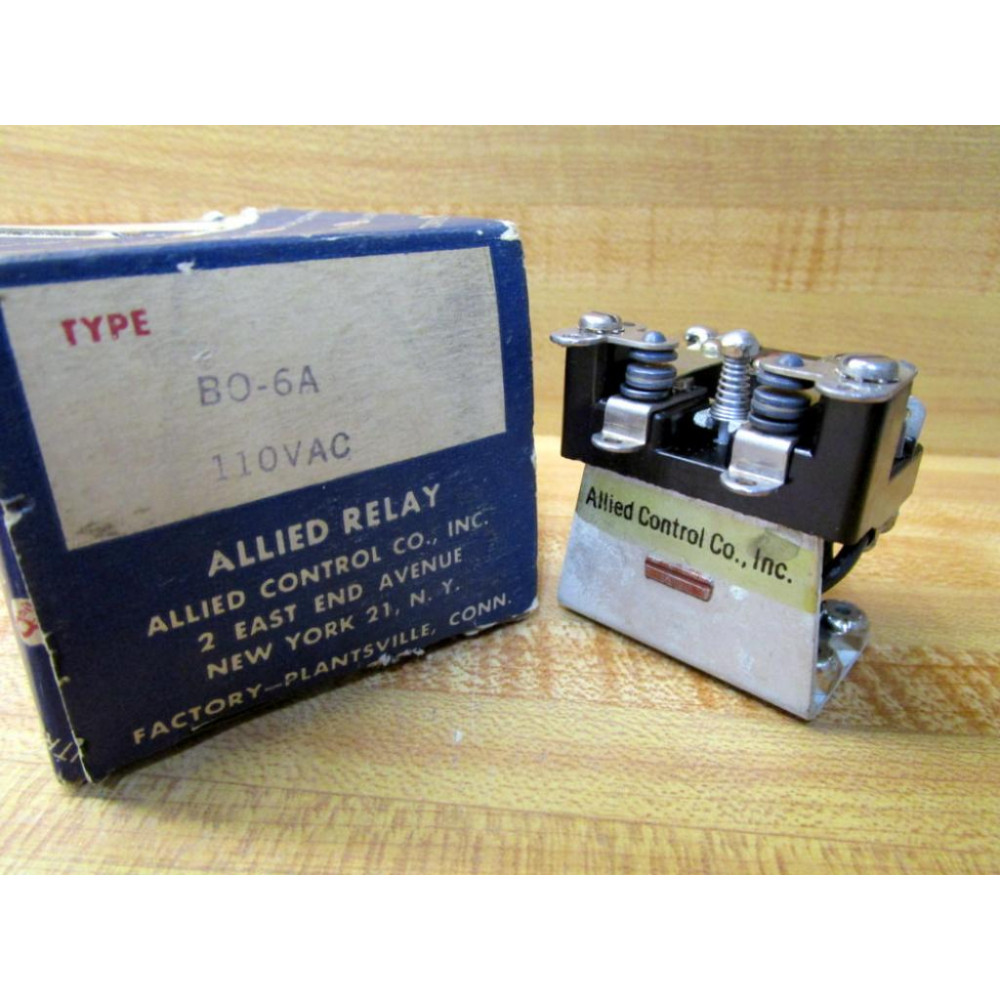 TYPE
BO-6A
110VAC
ALLIED RELAY
ALLIED CONTROL CO., INC.
2 EAST END AVENUE
NEW YORK 21, N. Y.
FACTORY—PLANTSVILLE, CONN.
Allied Control Co., Inc.